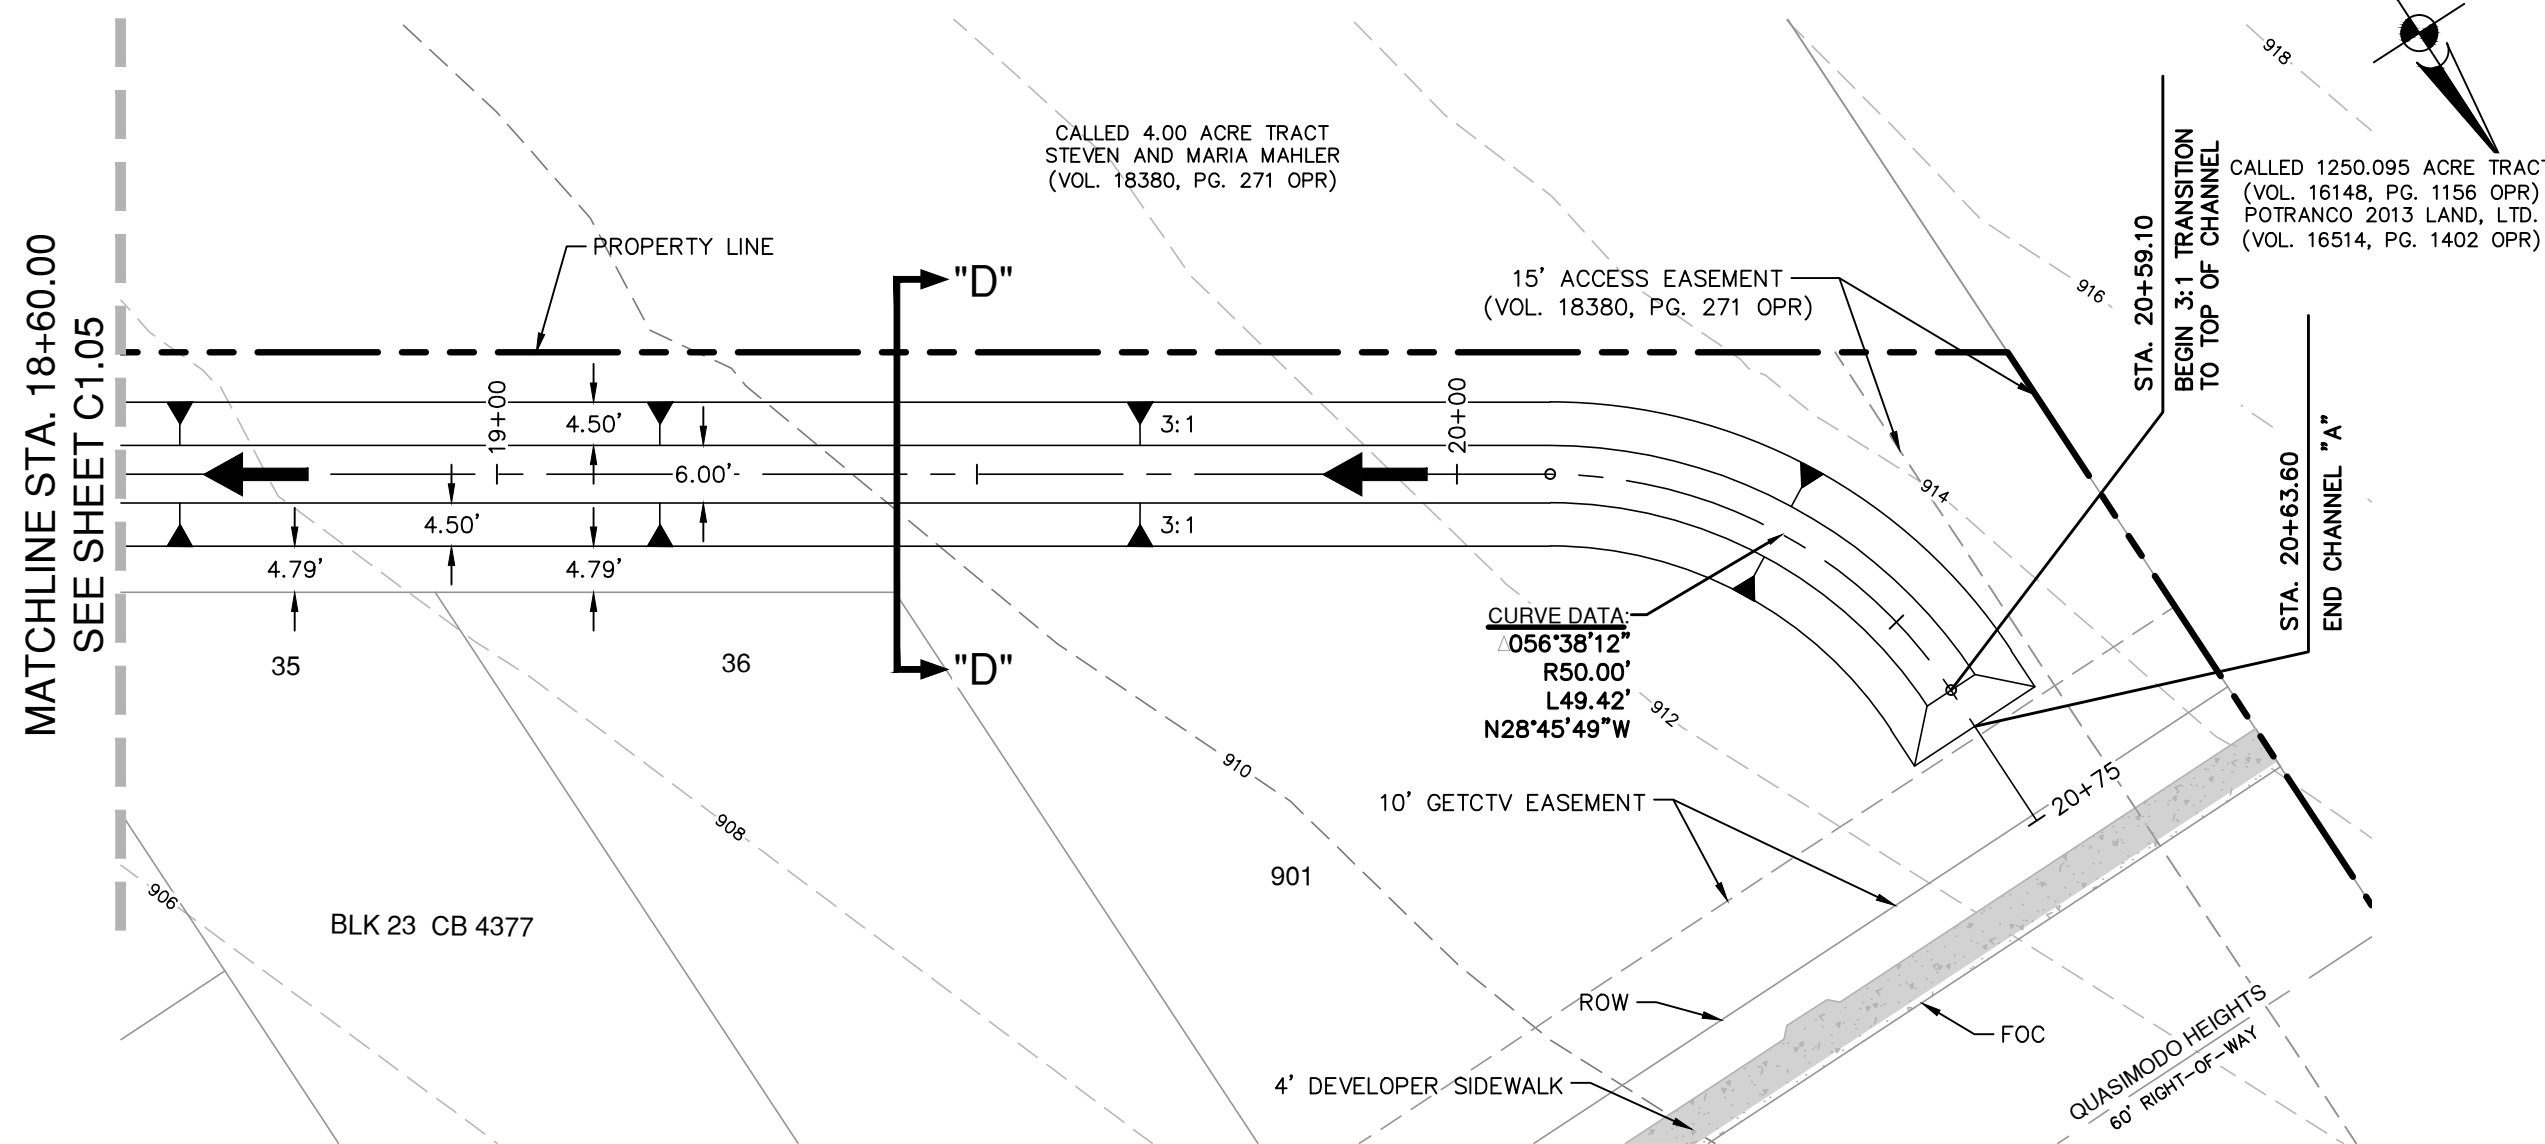 MATCHLINE STA. 18+60.00
SEE SHEET C1.05
PROPERTY LINE
"D"
CALLED 4.00 ACRE TRACT
STEVEN AND MARIA MAHLER
(VOL. 18380, PG. 271 OPR)
15' ACCESS EASEMENT
(VOL. 18380, PG. 271 OPR)
STA. 20+59.10
BEGIN 3:1 TRANSITION
TO TOP OF CHANNEL
918
CALLED 1250.095 ACRE TRACT
(VOL. 16148, PG. 1156 OPR)
POTRANCO 2013 LAND, LTD.
(VOL. 16514, PG. 1402 OPR)
916
STA. 20+63.60
END CHANNEL "A"
19+00
4.50'
6.00'
3:1
20+00
4.50'
3:1
4.79'
4.79'
914
35
36
"D"
CURVE DATA:
Δ056°38'12"
R50.00'
L49.42'
N28°45'49"W
912
910
908
906
20+75
10' GETCTV EASEMENT
901
BLK 23 CB 4377
ROW
FOC
4' DEVELOPER SIDEWALK
QUASIMODO HEIGHTS
60' RIGHT-OF-WAY